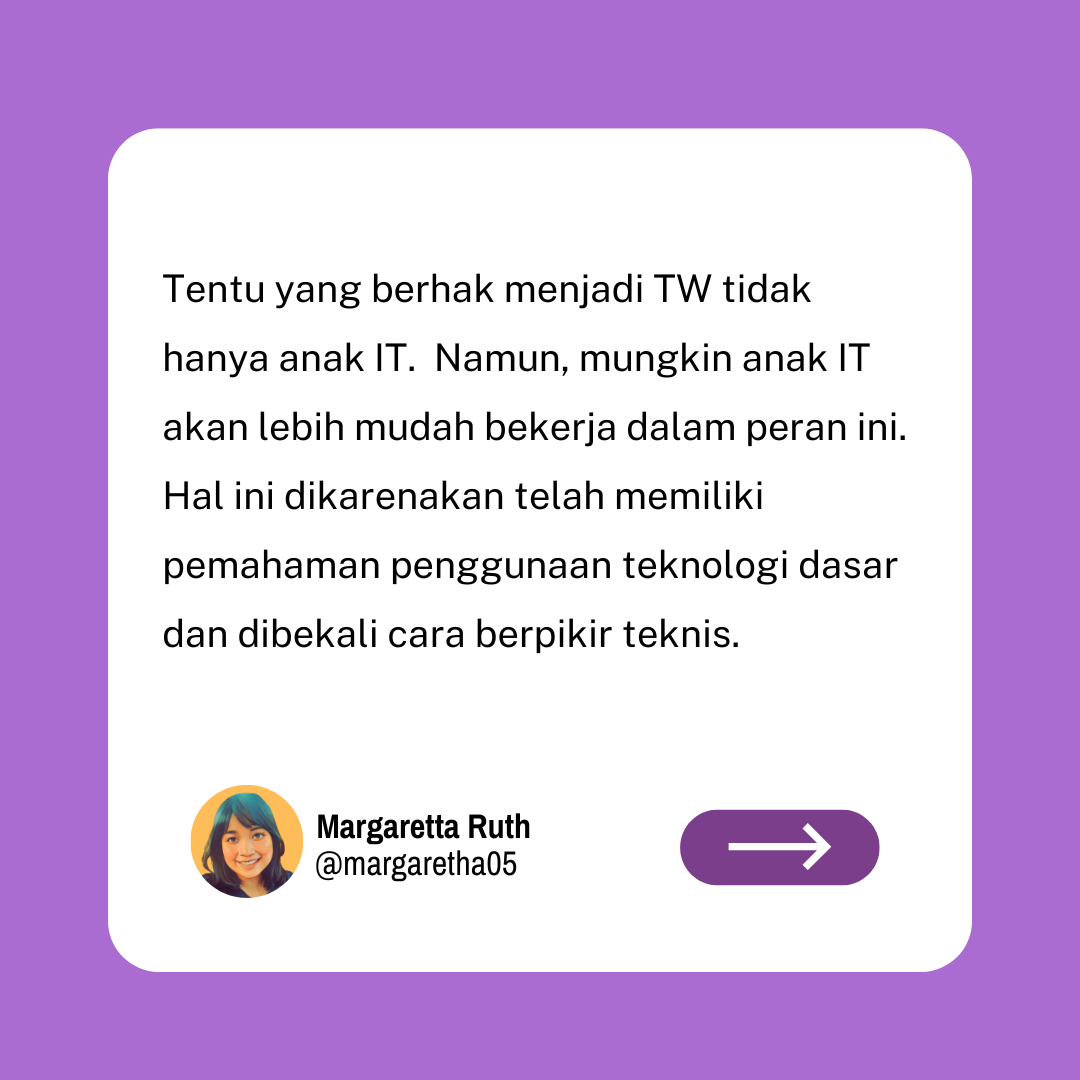 Tentu yang berhak menjadi TW tidak
hanya anak IT.  Namun, mungkin anak IT
akan lebih mudah bekerja dalam peran ini.
Hal ini dikarenakan telah memiliki
pemahaman penggunaan teknologi dasar
dan dibekali cara berpikir teknis.
Margaretta Ruth
@margaretha05